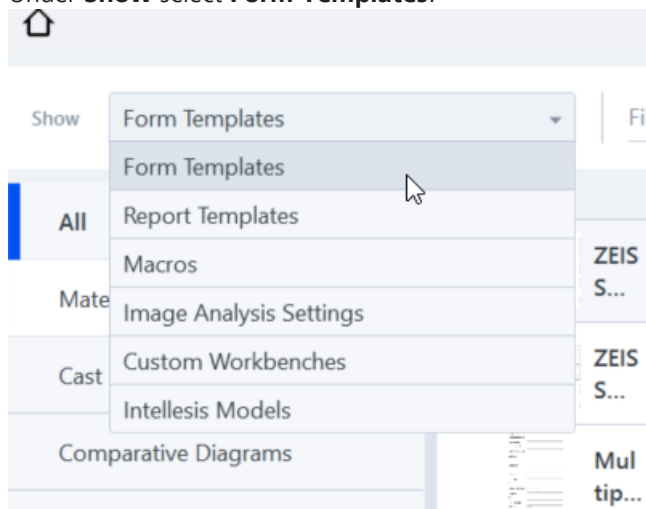 Under Show select Form Templates.
Show Form Templates Fi
Form Templates
All Report Templates
Macros ZEIS
S...
Mate Image Analysis Settings
Cast Custom Workbenches ZEIS
S...
Intellesis Models
Comparative Diagrams Mul
tip...